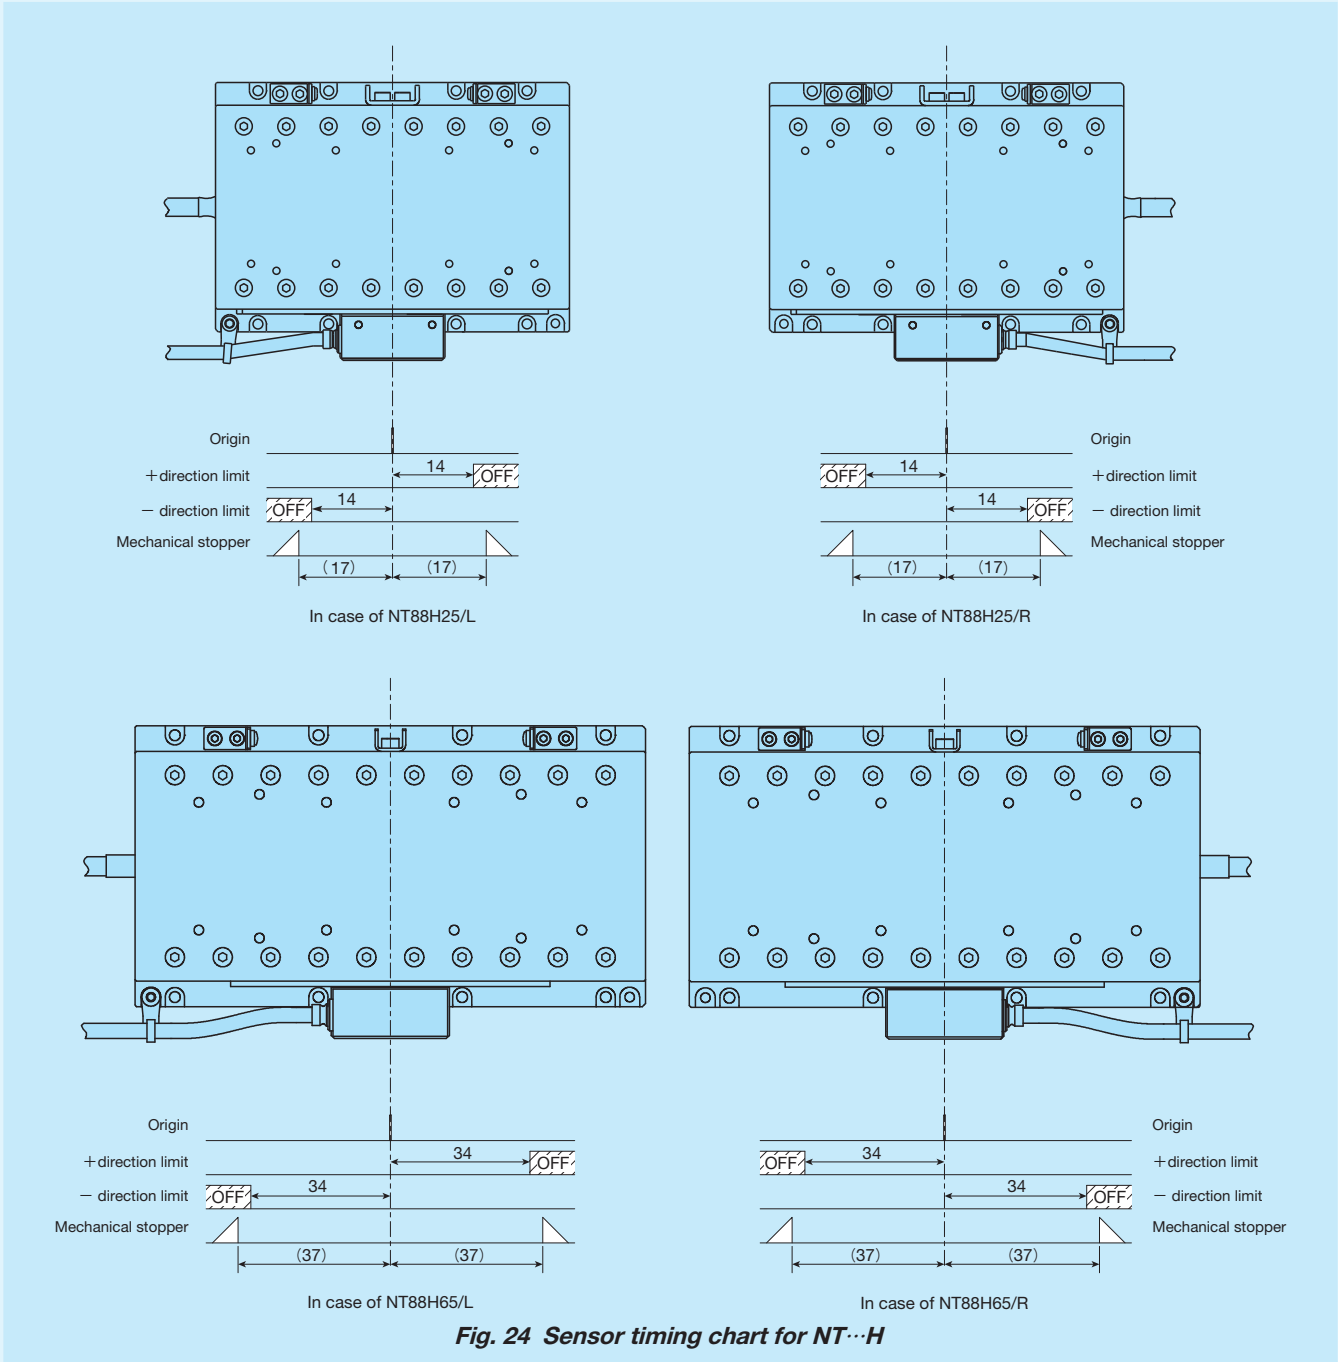 Origin
＋direction limit
14
OFF
OFF
14
－ direction limit
Mechanical stopper
（17） （17）
In case of NT88H25/L
Origin
OFF
14
＋direction limit
14
OFF
－ direction limit
Mechanical stopper
（17） （17）
In case of NT88H25/R
Origin
＋direction limit
34
OFF
－ direction limit
OFF
34
Mechanical stopper
（37） （37）
In case of NT88H65/L
Origin
OFF
34
＋direction limit
34
OFF
－ direction limit
Mechanical stopper
（37） （37）
In case of NT88H65/R
Fig. 24 Sensor timing chart for NT…H